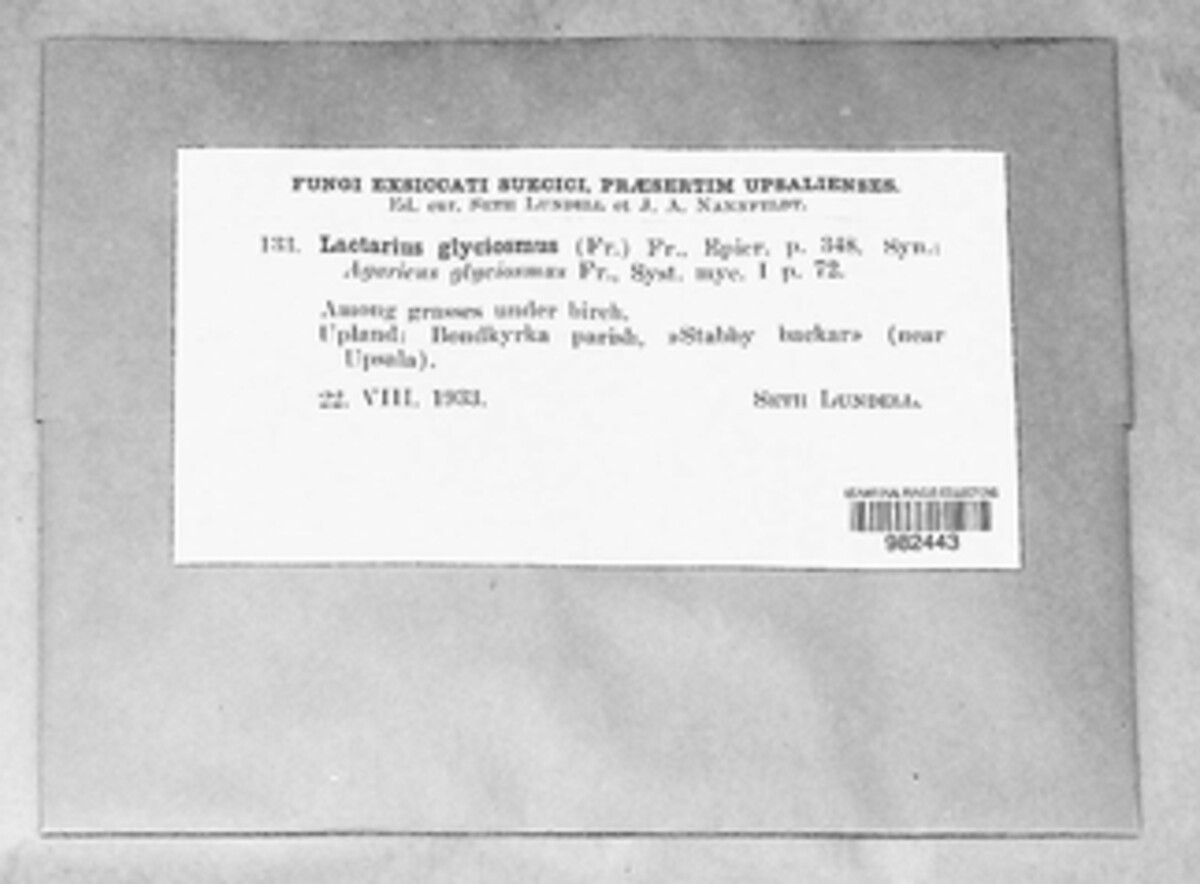 FUNGI EXSICCATI SUECICI, PRÆSERTIM UPSALIENSES.
Ed. cur. SETH LUNDELL et J. A. NANNFELDT.
131. Lactarius glyciosmus (Fr.) Fr., Epicr. p. 348. Syn.:
Agaricus glyciosmus Fr., Syst. myc. I p. 72.
Among grasses under birch.
Upland: Bondkyrka parish, »Stabby backar» (near
Upsala).
22. VIII. 1933. SETH LUNDELL.
982443